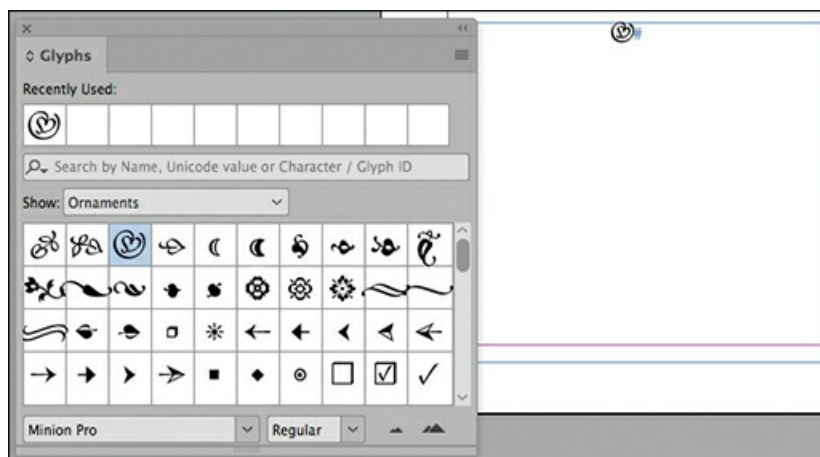 Glyphs
Recently Used:
Search by Name, Unicode value or Character / Glyph ID
Show: Ornaments
Minion Pro Regular